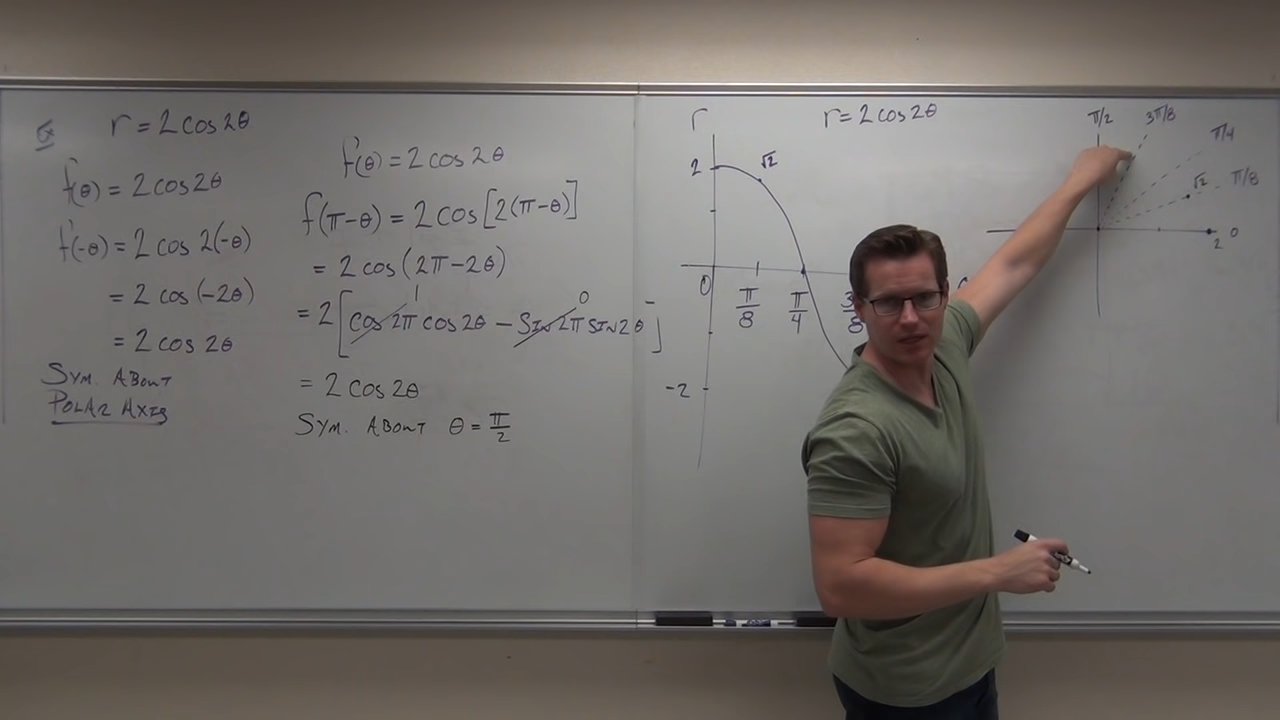 Ex
r = 2 cos 2θ
f(θ) = 2 cos 2θ
f(-θ) = 2 cos 2(-θ)
= 2 cos (-2θ)
= 2 cos 2θ
SYM. ABOUT
POLAR AXIS
f(θ) = 2 cos 2θ
f(π-θ) = 2 cos [2(π-θ)]
= 2 cos (2π-2θ)
1 0
= 2 [cos 2π cos 2θ - SIN 2π SIN 2θ]
= 2 cos 2θ
SYM. ABOUT θ = π/2
r
r = 2 cos 2θ
2
√2
0
π/8
π/4
-2
π/2
3π/8
π/4
√2
π/8
2
0